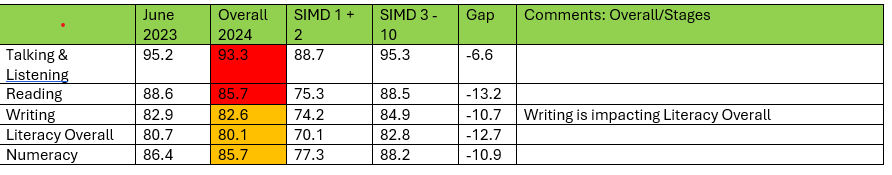 June 2023 Overall 2024 SIMD 1 + 2 SIMD 3 - 10 Gap Comments: Overall/Stages
Talking & Listening 95.2 93.3 88.7 95.3 -6.6
Reading 88.6 85.7 75.3 88.5 -13.2
Writing 82.9 82.6 74.2 84.9 -10.7 Writing is impacting Literacy Overall
Literacy Overall 80.7 80.1 70.1 82.8 -12.7
Numeracy 86.4 85.7 77.3 88.2 -10.9